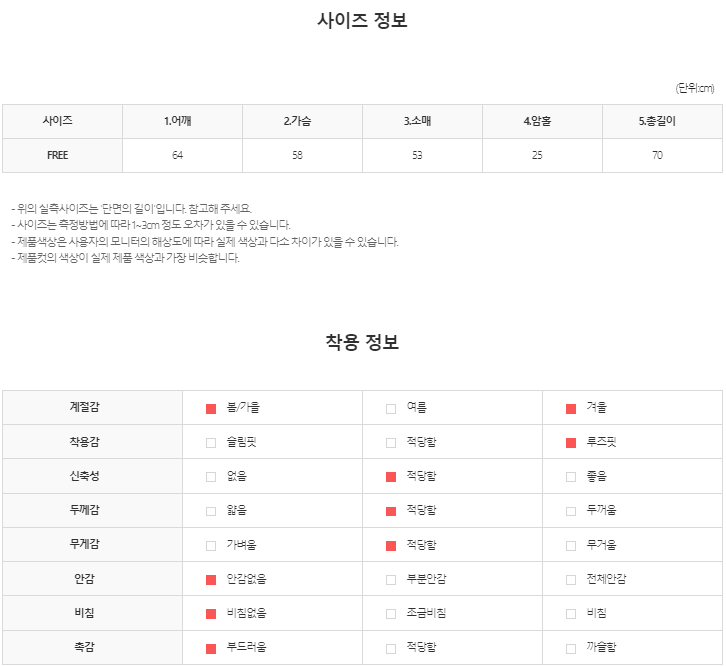 사이즈 정보
(단위:cm)
사이즈 1.어깨 2.가슴 3.소매 4.암홀 5.총길이
FREE 64 58 53 25 70
- 위의 실측사이즈는 '단면의 길이'입니다. 참고해 주세요.
- 사이즈는 측정방법에 따라 1~3cm 정도 오차가 있을 수 있습니다.
- 제품색상은 사용자의 모니터의 해상도에 따라 실제 색상과 다소 차이가 있을 수 있습니다.
- 제품컷의 색상이 실제 제품 색상과 가장 비슷합니다.
착용 정보
계절감 봄/가을 여름 겨울
착용감 슬림핏 적당함 루즈핏
신축성 없음 적당함 좋음
두께감 얇음 적당함 두꺼움
무게감 가벼움 적당함 무거움
안감 안감없음 부분안감 전체안감
비침 비침없음 조금비침 비침
촉감 부드러움 적당함 까슬함